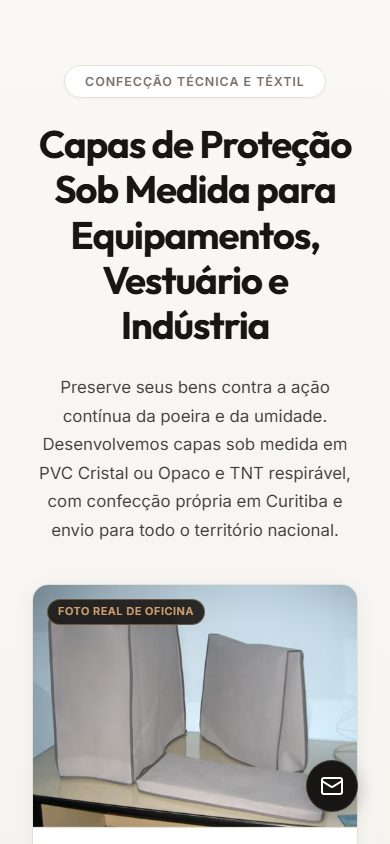 CONFECÇÃO TÉCNICA E TÊXTIL
Capas de Proteção
Sob Medida para
Equipamentos,
Vestuário e
Indústria
Preserve seus bens contra a ação
contínua da poeira e da umidade.
Desenvolvemos capas sob medida em
PVC Cristal ou Opaco e TNT respirável,
com confecção própria em Curitiba e
envio para todo o território nacional.
FOTO REAL DE OFICINA